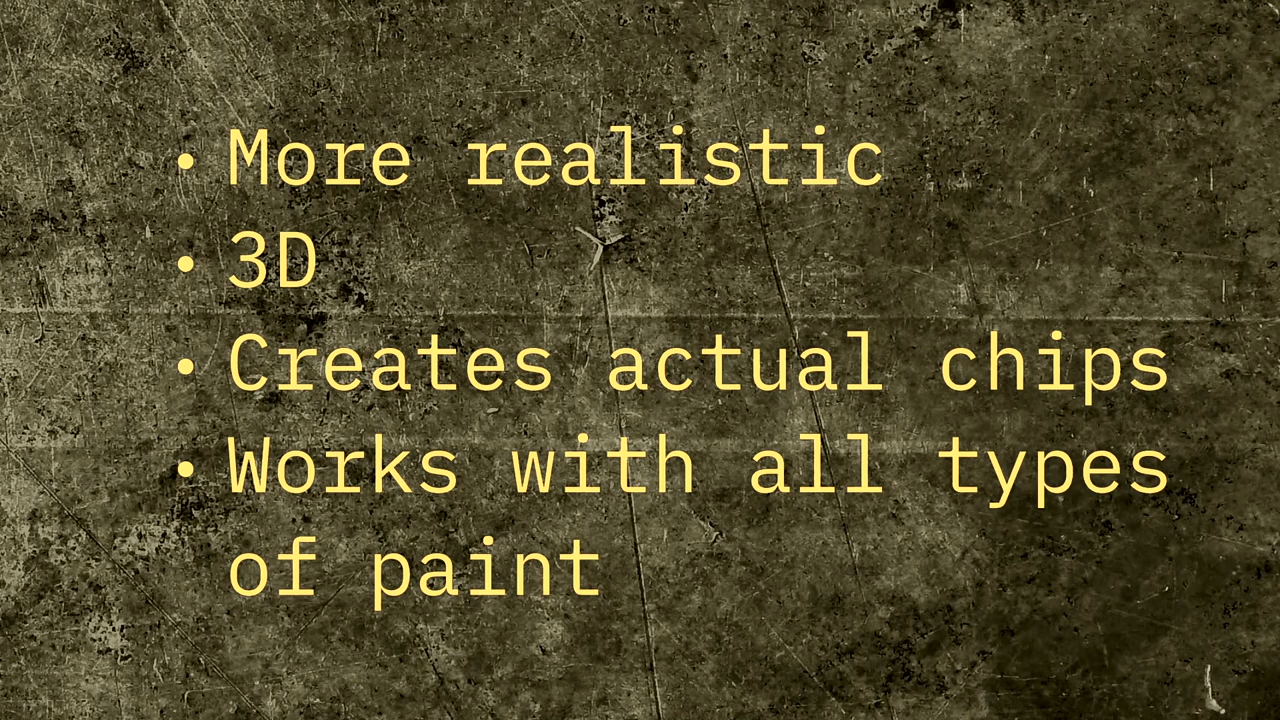 • More realistic
• 3D
• Creates actual chips
• Works with all types
of paint